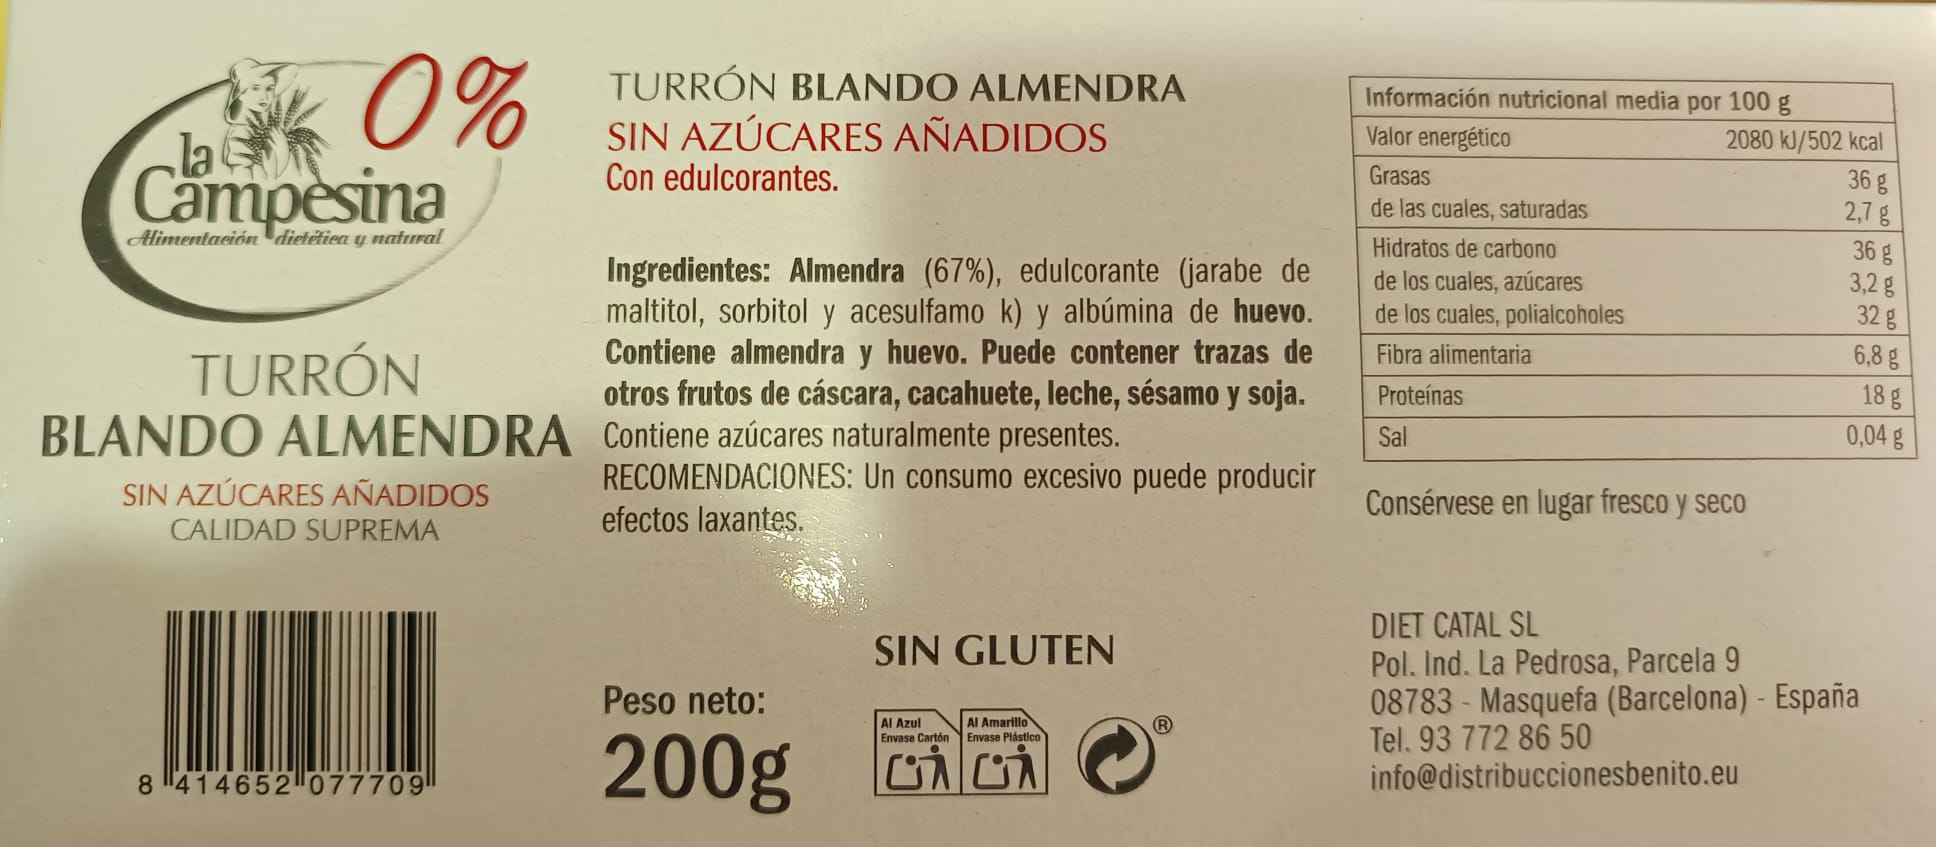 0%
la
Campesina
Alimentación dietética y natural
TURRÓN
BLANDO ALMENDRA
SIN AZÚCARES AÑADIDOS
CALIDAD SUPREMA
8 414652 077709
TURRÓN BLANDO ALMENDRA
SIN AZÚCARES AÑADIDOS
Con edulcorantes.
Ingredientes: Almendra (67%), edulcorante (jarabe de
maltitol, sorbitol y acesulfamo k) y albúmina de huevo.
Contiene almendra y huevo. Puede contener trazas de
otros frutos de cáscara, cacahuete, leche, sésamo y soja.
Contiene azúcares naturalmente presentes.
RECOMENDACIONES: Un consumo excesivo puede producir
efectos laxantes.
SIN GLUTEN
Peso neto:
200g
Al Azul
Envase Cartón
Al Amarillo
Envase Plástico
®
Información nutricional media por 100 g
Valor energético 2080 kJ/502 kcal
Grasas 36 g
de las cuales, saturadas 2,7 g
Hidratos de carbono 36 g
de los cuales, azúcares 3,2 g
de los cuales, polialcoholes 32 g
Fibra alimentaria 6,8 g
Proteínas 18 g
Sal 0,04 g
Consérvese en lugar fresco y seco
DIET CATAL SL
Pol. Ind. La Pedrosa, Parcela 9
08783 - Masquefa (Barcelona) - España
Tel. 93 772 86 50
info@distribuccionesbenito.eu